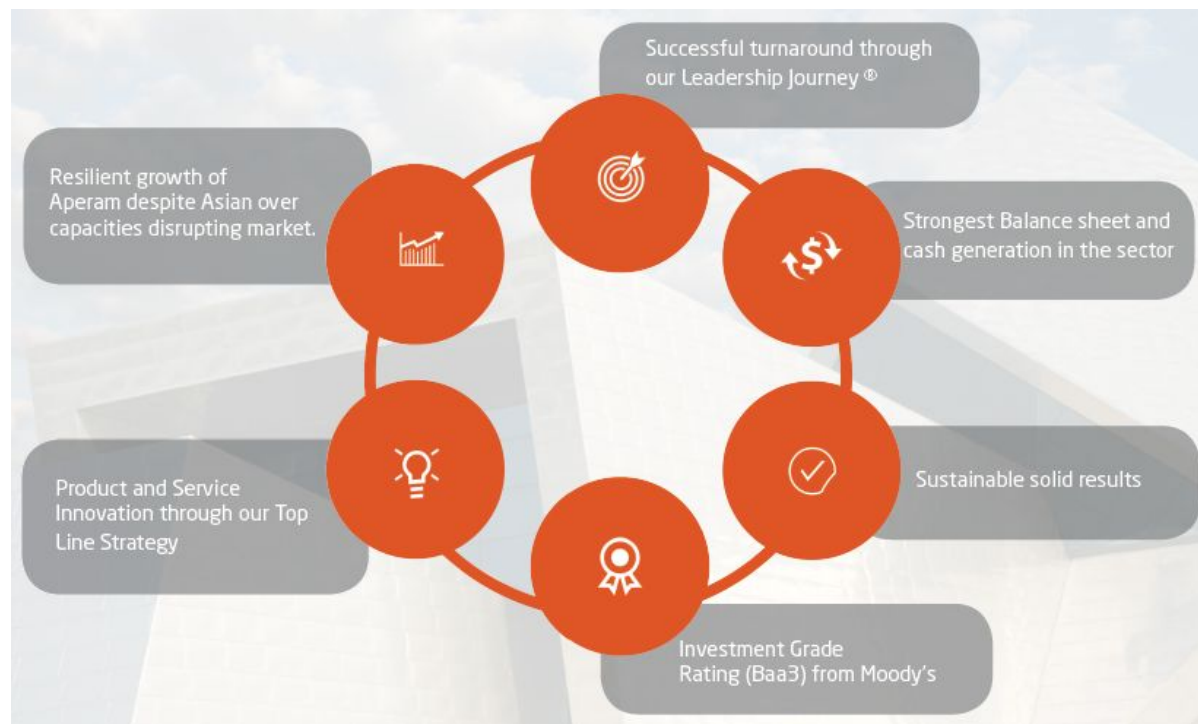 Successful turnaround through
our Leadership Journey ®
Strongest Balance sheet and
cash generation in the sector
Sustainable solid results
Investment Grade
Rating (Baa3) from Moody's
Product and Service
Innovation through our Top
Line Strategy
Resilient growth of
Aperam despite Asian over
capacities disrupting market.